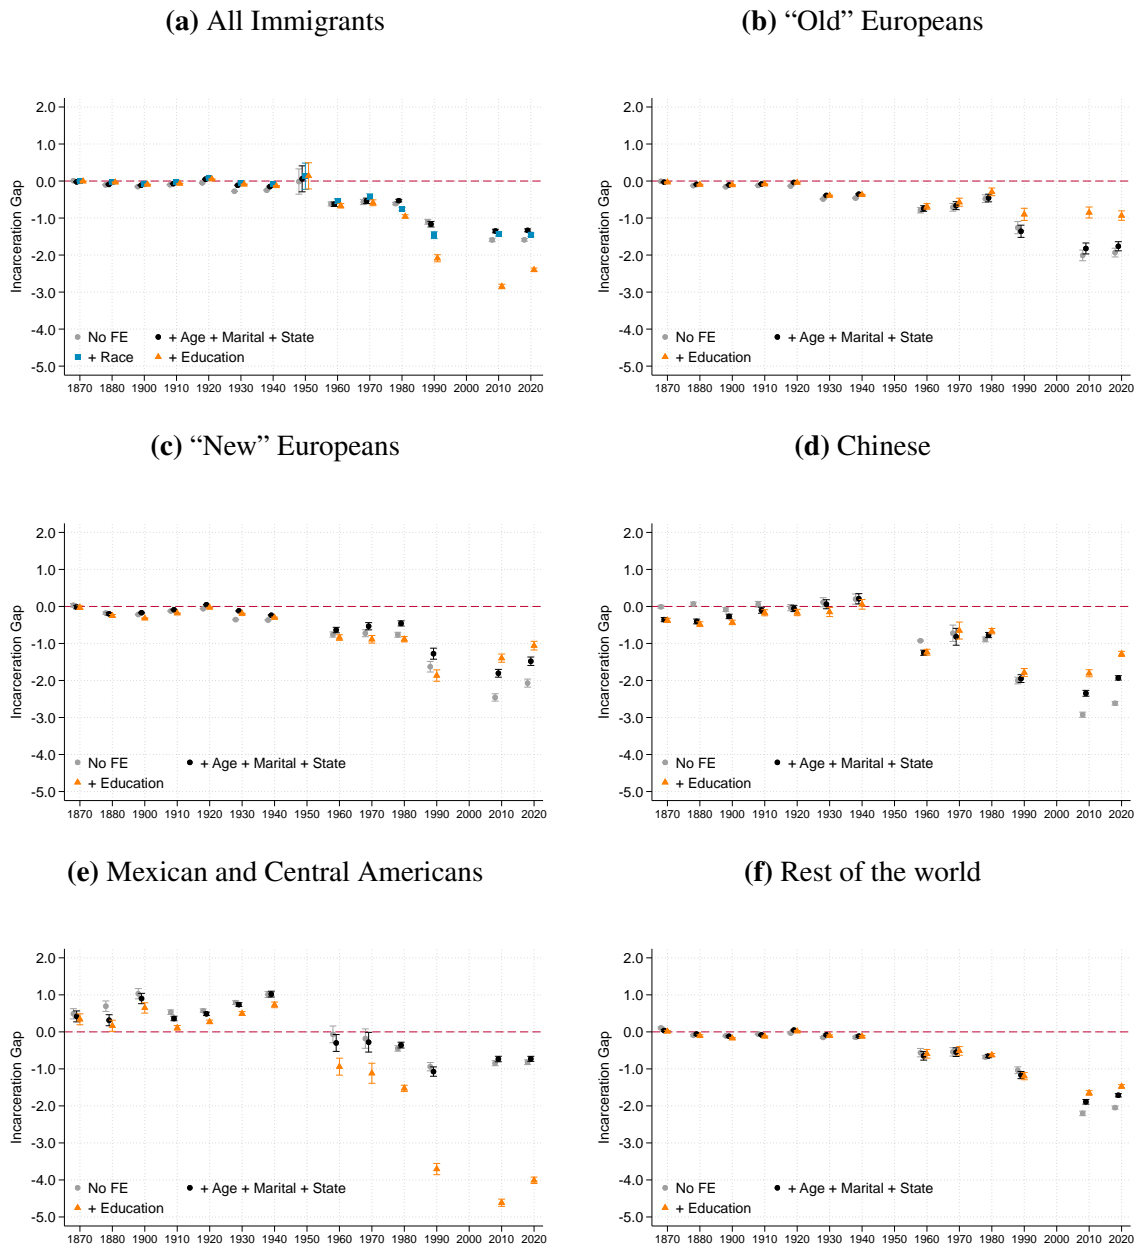 (a) All Immigrants
2.0
1.0
0.0
-1.0
-2.0
-3.0
-4.0
-5.0
Incarceration Gap
No FE
+ Age + Marital + State
+ Race
+ Education
1870 1880 1900 1910 1920 1930 1940 1950 1960 1970 1980 1990 2000 2010 2020
(b) “Old” Europeans
2.0
1.0
0.0
-1.0
-2.0
-3.0
-4.0
-5.0
Incarceration Gap
No FE
+ Age + Marital + State
+ Education
1870 1880 1900 1910 1920 1930 1940 1960 1970 1980 1990 2000 2010 2020
(c) “New” Europeans
2.0
1.0
0.0
-1.0
-2.0
-3.0
-4.0
-5.0
Incarceration Gap
No FE
+ Age + Marital + State
+ Education
1870 1880 1900 1910 1920 1930 1940 1960 1970 1980 1990 2000 2010 2020
(d) Chinese
2.0
1.0
0.0
-1.0
-2.0
-3.0
-4.0
-5.0
Incarceration Gap
No FE
+ Age + Marital + State
+ Education
1870 1880 1900 1910 1920 1930 1940 1960 1970 1980 1990 2000 2010 2020
(e) Mexican and Central Americans
2.0
1.0
0.0
-1.0
-2.0
-3.0
-4.0
-5.0
Incarceration Gap
No FE
+ Age + Marital + State
+ Education
1870 1880 1900 1910 1920 1930 1940 1960 1970 1980 1990 2000 2010 2020
(f) Rest of the world
2.0
1.0
0.0
-1.0
-2.0
-3.0
-4.0
-5.0
Incarceration Gap
No FE
+ Age + Marital + State
+ Education
1870 1880 1900 1910 1920 1930 1940 1960 1970 1980 1990 2000 2010 2020